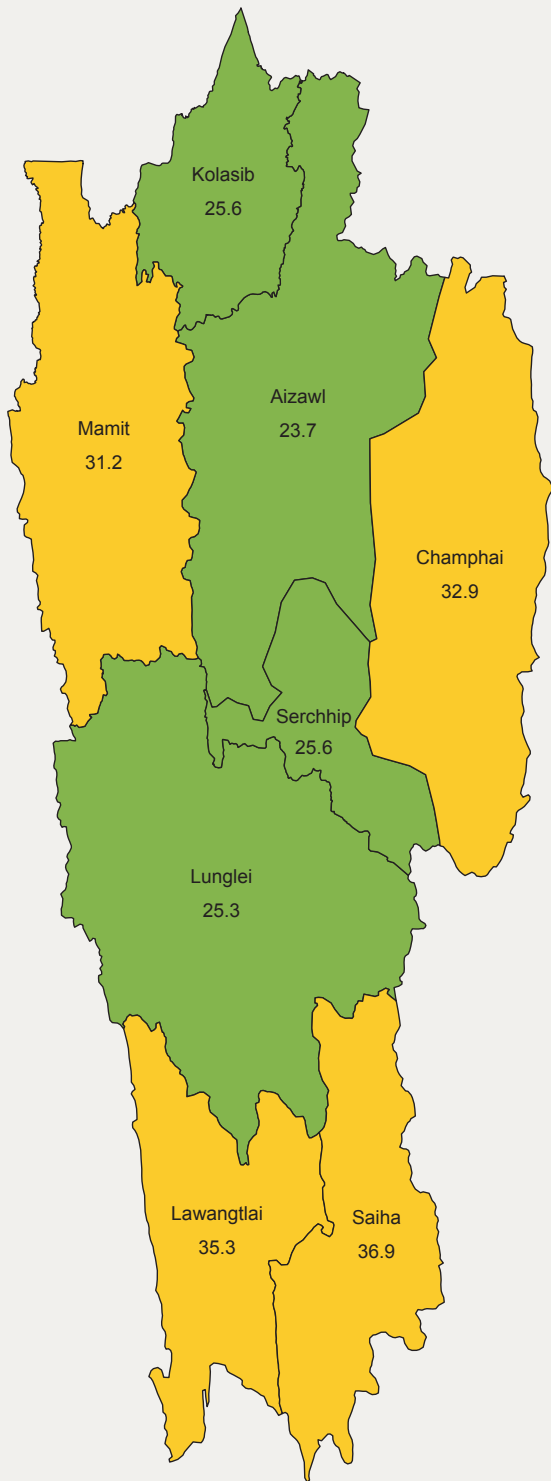 Kolasib
25.6
Aizawl
23.7
Mamit
31.2
Champhai
32.9
Serchhip
25.6
Lunglei
25.3
Lawangtlai
35.3
Saiha
36.9